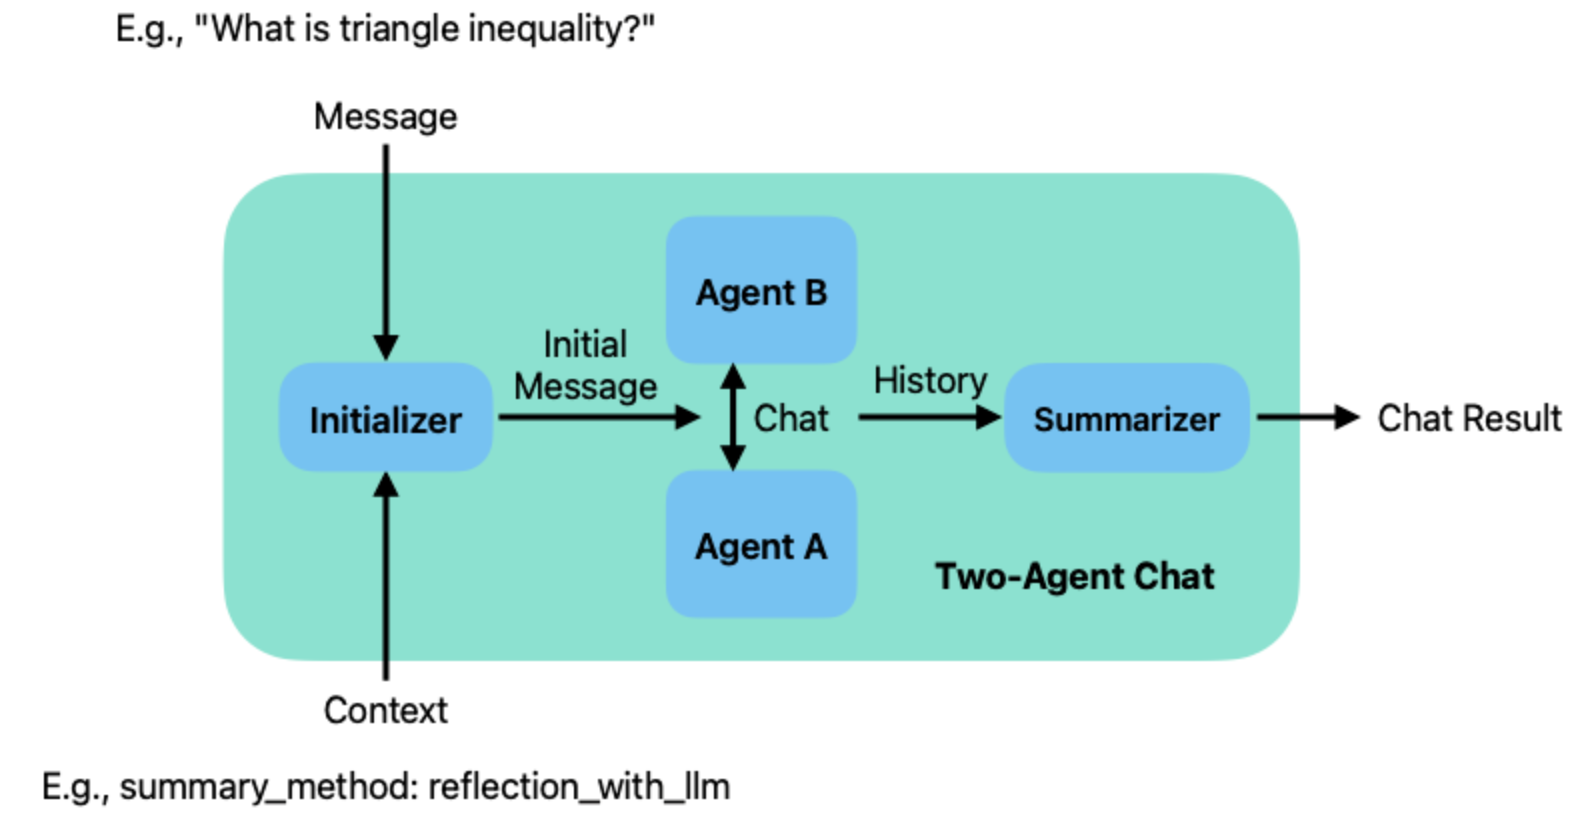 E.g., "What is triangle inequality?"
Message
Agent B
Initial
Message
History
Initializer
Chat
Summarizer
Chat Result
Agent A
Two-Agent Chat
Context
E.g., summary_method: reflection_with_llm